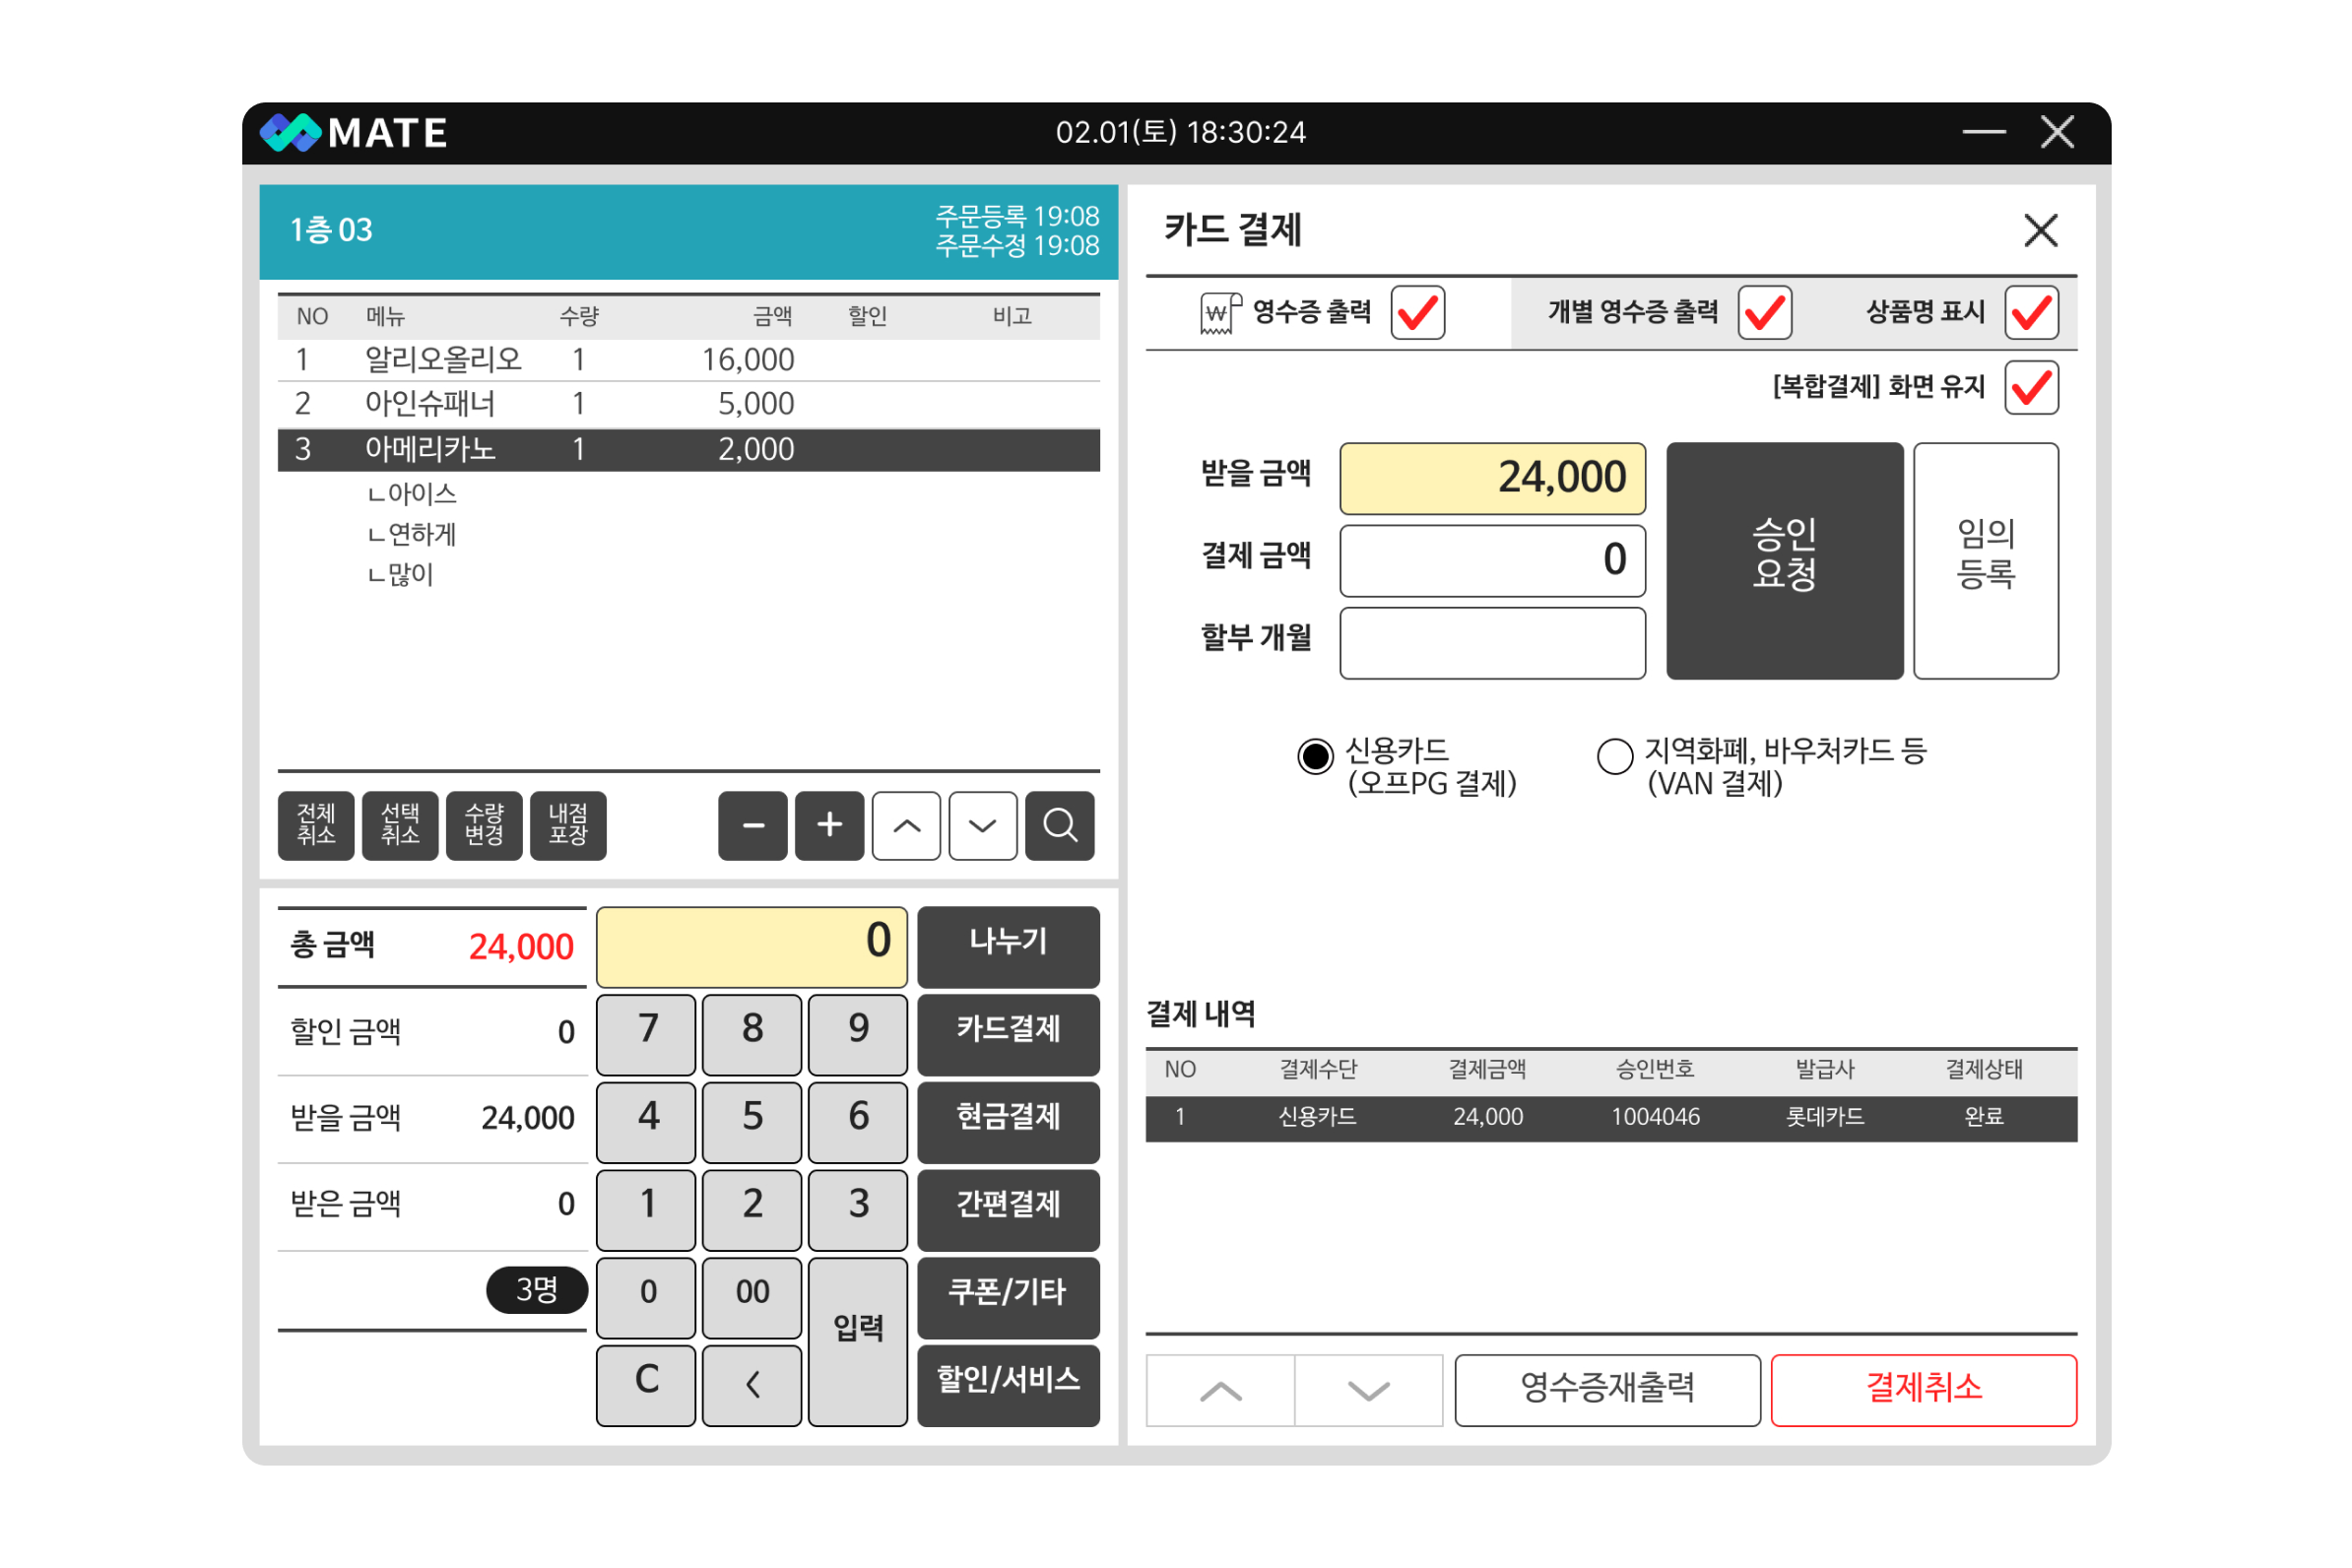 MATE
02.01(토) 18:30:24
1층 03
주문등록 19:08
주문수정 19:08
NO 메뉴 수량 금액 할인 비고
1 알리오올리오 1 16,000
2 아인슈패너 1 5,000
3 아메리카노 1 2,000
ㄴ아이스
ㄴ연하게
ㄴ많이
전체
취소
선택
취소
수량
변경
내점
포장
총 금액 24,000
할인 금액 0
받을 금액 24,000
받은 금액 0
3명
0
7 8 9
4 5 6
1 2 3
0 00
입력
C
나누기
카드결제
현금결제
간편결제
쿠폰/기타
할인/서비스
카드 결제
₩ 영수증 출력 개별 영수증 출력 상품명 표시
[복합결제] 화면 유지
받을 금액 24,000
결제 금액 0
할부 개월
승인
요청
임의
등록
신용카드
(오프PG 결제)
지역화폐, 바우처카드 등
(VAN 결제)
결제 내역
NO 결제수단 결제금액 승인번호 발급사 결제상태
1 신용카드 24,000 1004046 롯데카드 완료
영수증재출력
결제취소